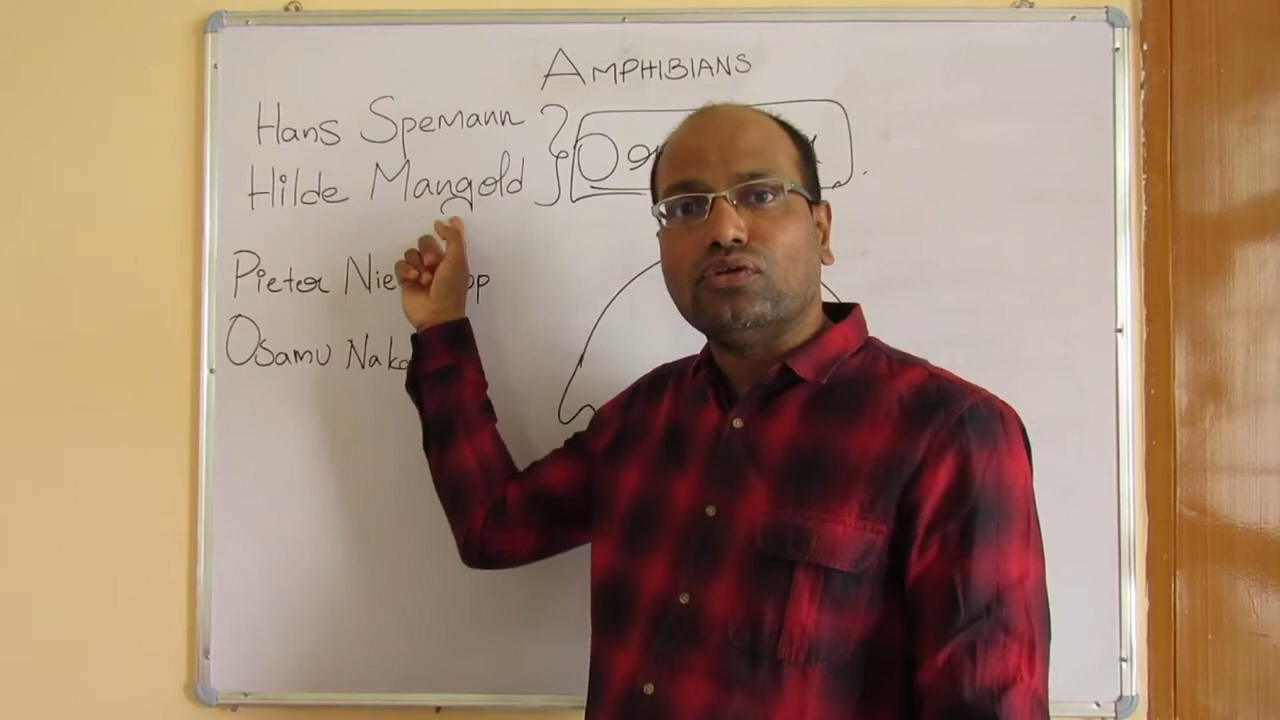 AMPHIBIANS
Hans Spemann
Hilde Mangold
Pieter
Osamu